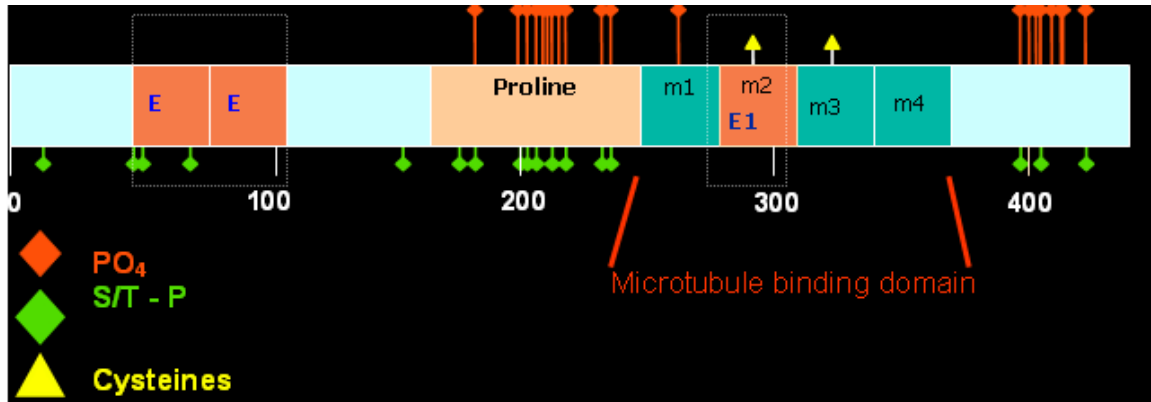 E E Proline m1 m2 m3 m4
E1
0 100 200 300 400
PO₄
S/T - P
Microtubule binding domain
Cysteines